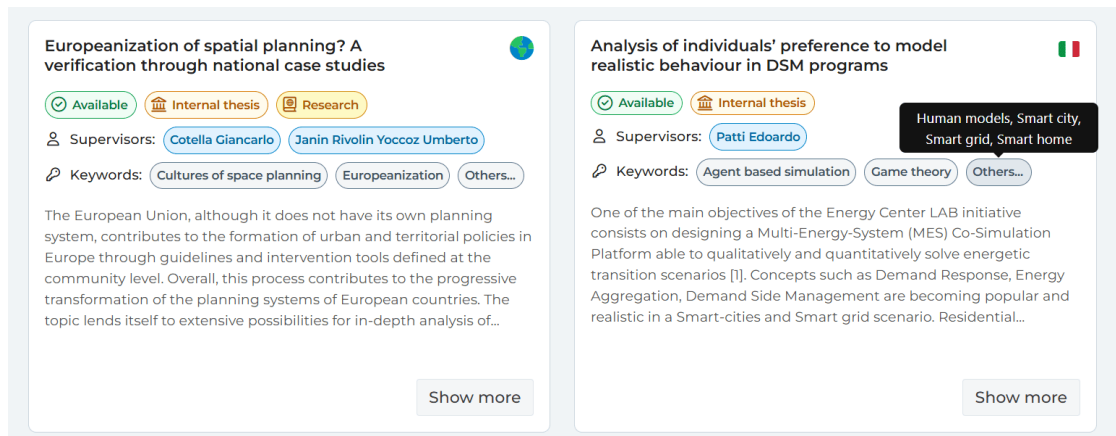 Europeanization of spatial planning? A
verification through national case studies
Available
Internal thesis
Research
Supervisors:
Cotella Giancarlo
Janin Rivolin Yoccoz Umberto
Keywords:
Cultures of space planning
Europeanization
Others...
The European Union, although it does not have its own planning
system, contributes to the formation of urban and territorial policies in
Europe through guidelines and intervention tools defined at the
community level. Overall, this process contributes to the progressive
transformation of the planning systems of European countries. The
topic lends itself to extensive possibilities for in-depth analysis of...
Show more
Analysis of individuals’ preference to model
realistic behaviour in DSM programs
Available
Internal thesis
Human models, Smart city,
Smart grid, Smart home
Supervisors:
Patti Edoardo
Keywords:
Agent based simulation
Game theory
Others...
One of the main objectives of the Energy Center LAB initiative
consists on designing a Multi-Energy-System (MES) Co-Simulation
Platform able to qualitatively and quantitatively solve energetic
transition scenarios [1]. Concepts such as Demand Response, Energy
Aggregation, Demand Side Management are becoming popular and
realistic in a Smart-cities and Smart grid scenario. Residential...
Show more